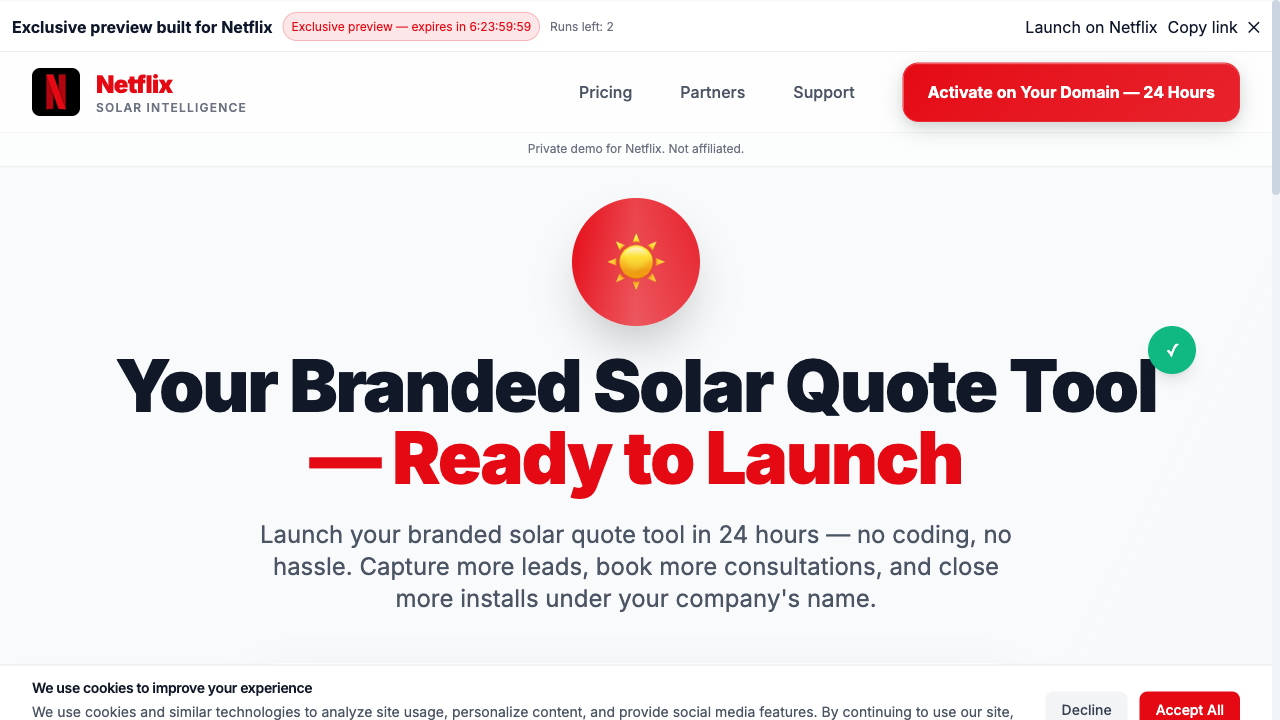 Exclusive preview built for Netflix
Exclusive preview — expires in 6:23:59:59
Runs left: 2
Launch on Netflix
Copy link
Netflix
SOLAR INTELLIGENCE
Pricing
Partners
Support
Activate on Your Domain — 24 Hours
Private demo for Netflix. Not affiliated.
Your Branded Solar Quote Tool
— Ready to Launch
Launch your branded solar quote tool in 24 hours — no coding, no
hassle. Capture more leads, book more consultations, and close
more installs under your company's name.
We use cookies to improve your experience
We use cookies and similar technologies to analyze site usage, personalize content, and provide social media features. By continuing to use our site,
Decline
Accept All